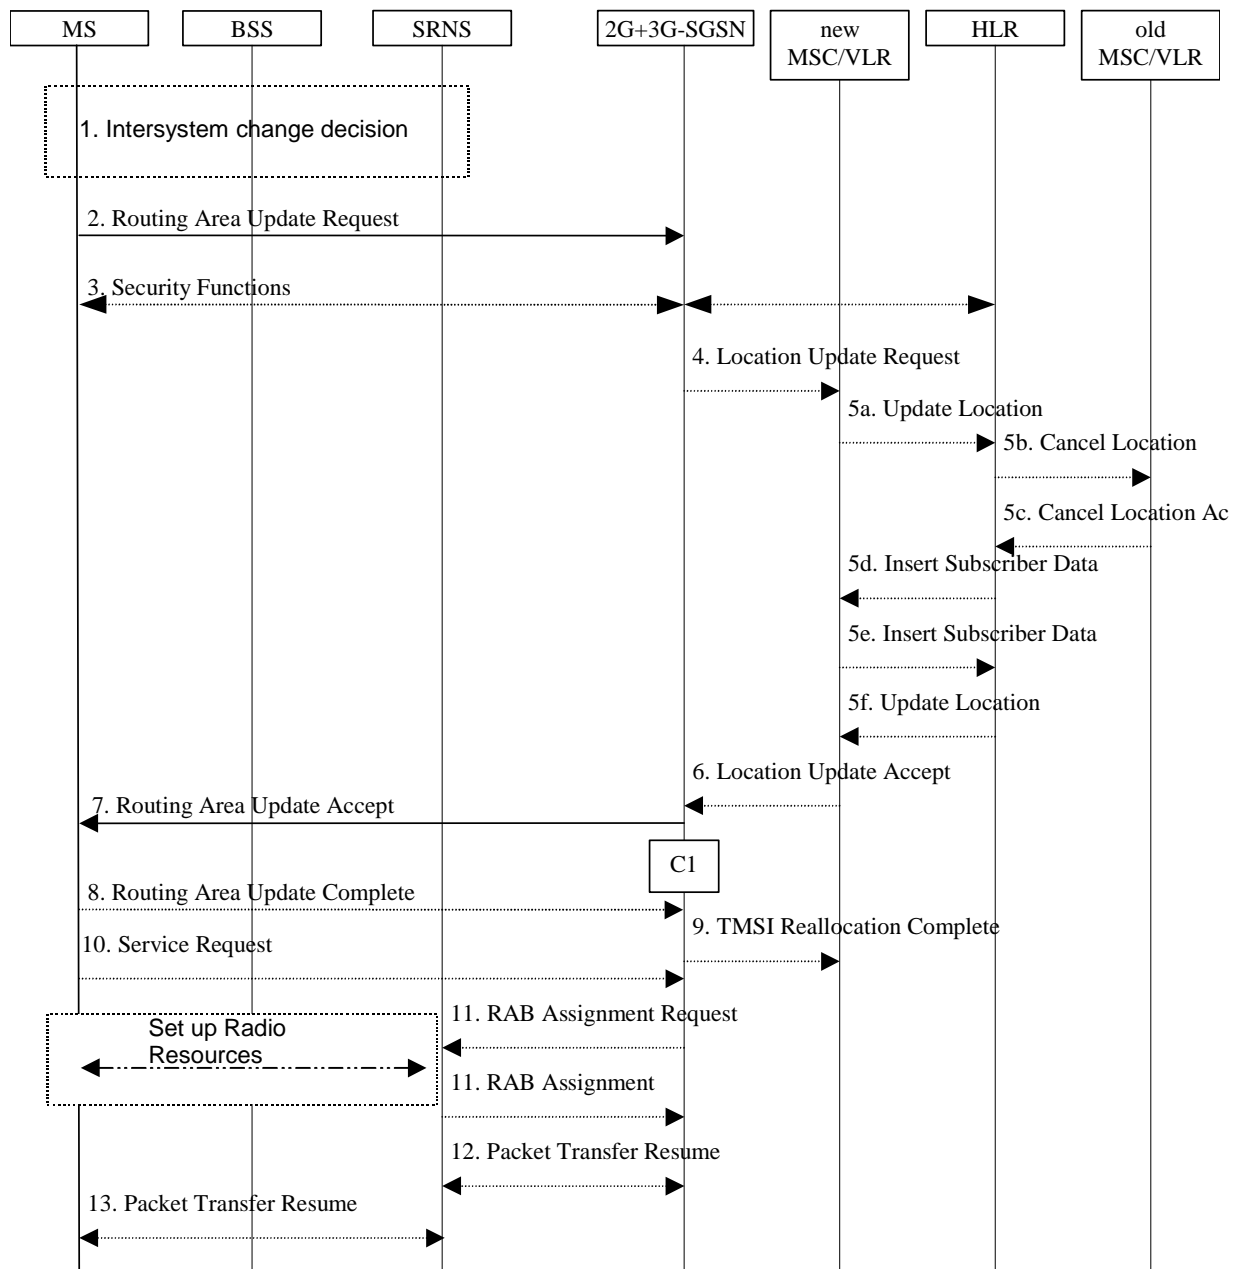 MS
BSS
SRNS
2G+3G-SGSN
new
MSC/VLR
HLR
old
MSC/VLR
1. Intersystem change decision
2. Routing Area Update Request
3. Security Functions
4. Location Update Request
5a. Update Location
5b. Cancel Location
5c. Cancel Location Ac
5d. Insert Subscriber Data
5e. Insert Subscriber Data
5f. Update Location
6. Location Update Accept
7. Routing Area Update Accept
C1
8. Routing Area Update Complete
9. TMSI Reallocation Complete
10. Service Request
11. RAB Assignment Request
Set up Radio
Resources
11. RAB Assignment
12. Packet Transfer Resume
13. Packet Transfer Resume